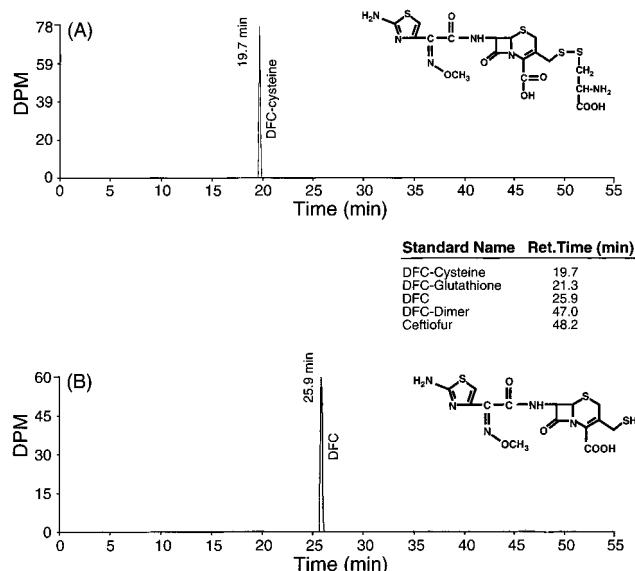 (A)
DPM
78
59
39
20
0
19.7 min
DFC-cysteine
0 5 10 15 20 25 30 35 40 45 50 55
Time (min)
H₂N
S
N
C
O
C
NH
S
N
O
N
OCH₃
C=O
OH
S
S
CH₂
CH-NH₂
COOH
Standard Name Ret.Time (min)
DFC-Cysteine 19.7
DFC-Glutathione 21.3
DFC 25.9
DFC-Dimer 47.0
Ceftiofur 48.2
(B)
DPM
60
45
30
15
0
25.9 min
DFC
0 5 10 15 20 25 30 35 40 45 50 55
Time (min)
H₂N
S
N
C
O
C
NH
S
N
O
N
OCH₃
COOH
SH